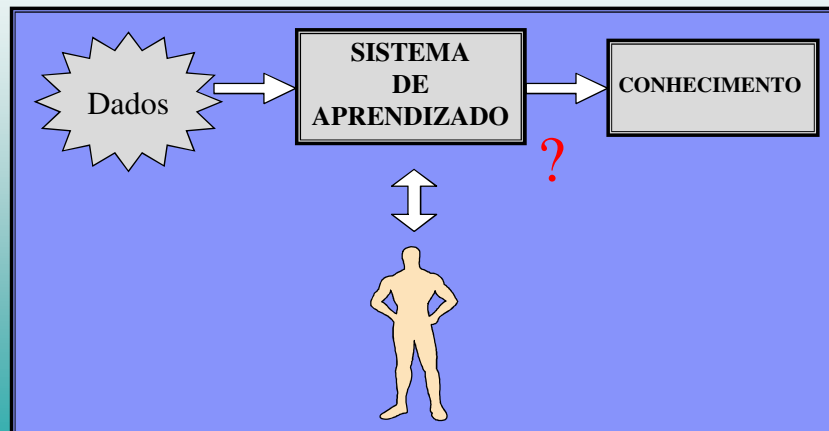 Dados
SISTEMA
DE
APRENDIZADO
CONHECIMENTO
?